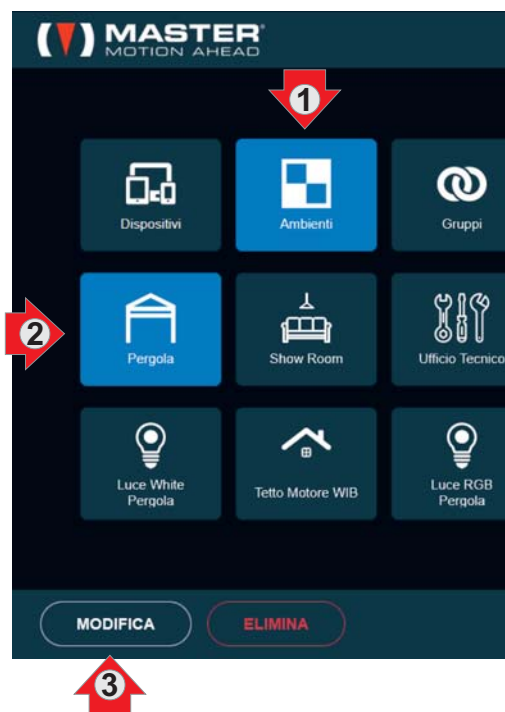 MASTER®
MOTION AHEAD
1
Dispositivi
Ambienti
Gruppi
2
Pergola
Show Room
Ufficio Tecnico
Luce White
Pergola
Tetto Motore WIB
Luce RGB
Pergola
MODIFICA
ELIMINA
3